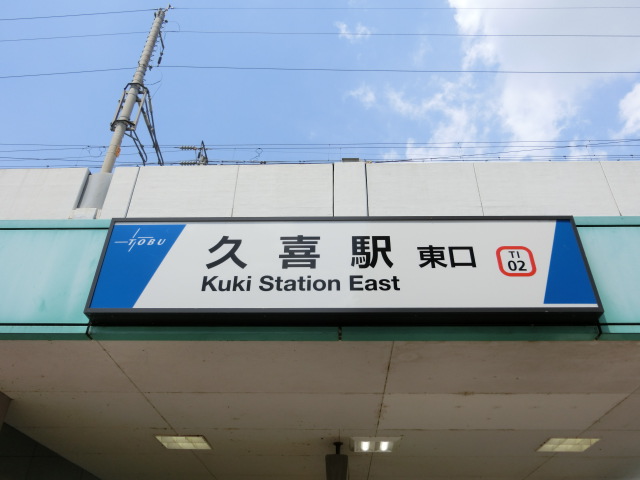 TOBU
久喜駅 東口
Kuki Station East
TI
02